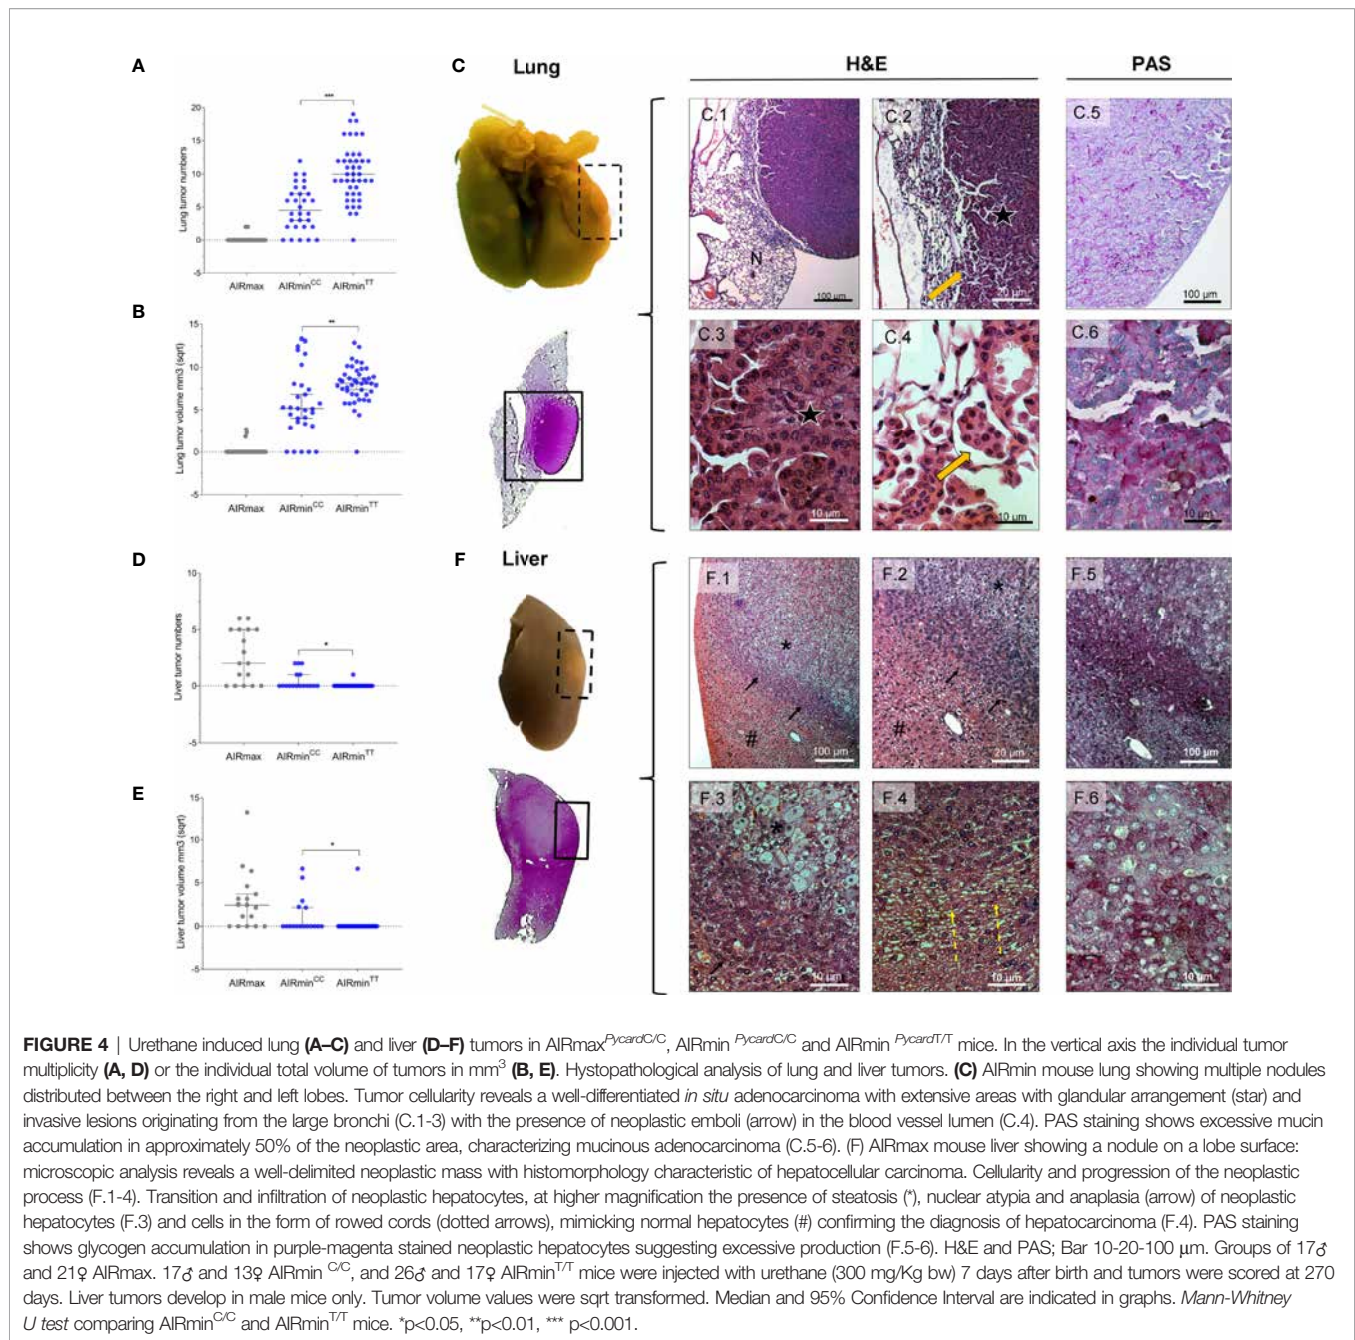 A
Lung tumor numbers
20
15
10
5
0
-5
***
AIRmax
AIRmin^CC
AIRmin^TT
B
Lung tumor volume mm3 (sqrt)
15
10
5
0
-5
**
AIRmax
AIRmin^CC
AIRmin^TT
C
Lung
H&E
PAS
C.1
N
100 µm
C.2
20 µm
C.5
100 µm
C.3
10 µm
C.4
10 µm
C.6
10 µm
D
Liver tumor numbers
10
5
0
-5
*
AIRmax
AIRmin^CC
AIRmin^TT
E
Liver tumor volume mm3 (sqrt)
15
10
5
0
-5
*
AIRmax
AIRmin^CC
AIRmin^TT
F
Liver
F.1
*
#
100 µm
F.2
*
#
20 µm
F.5
100 µm
F.3
*
10 µm
F.4
10 µm
F.6
10 µm
FIGURE 4 | Urethane induced lung (A–C) and liver (D–F) tumors in AIRmax^PycardC/C, AIRmin ^PycardC/C and AIRmin ^PycardT/T mice. In the vertical axis the individual tumor
multiplicity (A, D) or the individual total volume of tumors in mm³ (B, E). Hystopathological analysis of lung and liver tumors. (C) AIRmin mouse lung showing multiple nodules
distributed between the right and left lobes. Tumor cellularity reveals a well-differentiated in situ adenocarcinoma with extensive areas with glandular arrangement (star) and
invasive lesions originating from the large bronchi (C.1-3) with the presence of neoplastic emboli (arrow) in the blood vessel lumen (C.4). PAS staining shows excessive mucin
accumulation in approximately 50% of the neoplastic area, characterizing mucinous adenocarcinoma (C.5-6). (F) AIRmax mouse liver showing a nodule on a lobe surface:
microscopic analysis reveals a well-delimited neoplastic mass with histomorphology characteristic of hepatocellular carcinoma. Cellularity and progression of the neoplastic
process (F.1-4). Transition and infiltration of neoplastic hepatocytes, at higher magnification the presence of steatosis (*), nuclear atypia and anaplasia (arrow) of neoplastic
hepatocytes (F.3) and cells in the form of rowed cords (dotted arrows), mimicking normal hepatocytes (#) confirming the diagnosis of hepatocarcinoma (F.4). PAS staining
shows glycogen accumulation in purple-magenta stained neoplastic hepatocytes suggesting excessive production (F.5-6). H&E and PAS; Bar 10-20-100 µm. Groups of 17♂
and 21♀ AIRmax. 17♂ and 13♀ AIRmin ^C/C, and 26♂ and 17♀ AIRmin^T/T mice were injected with urethane (300 mg/Kg bw) 7 days after birth and tumors were scored at 270
days. Liver tumors develop in male mice only. Tumor volume values were sqrt transformed. Median and 95% Confidence Interval are indicated in graphs. Mann-Whitney
U test comparing AIRmin^C/C and AIRmin^T/T mice. *p<0.05, **p<0.01, *** p<0.001.